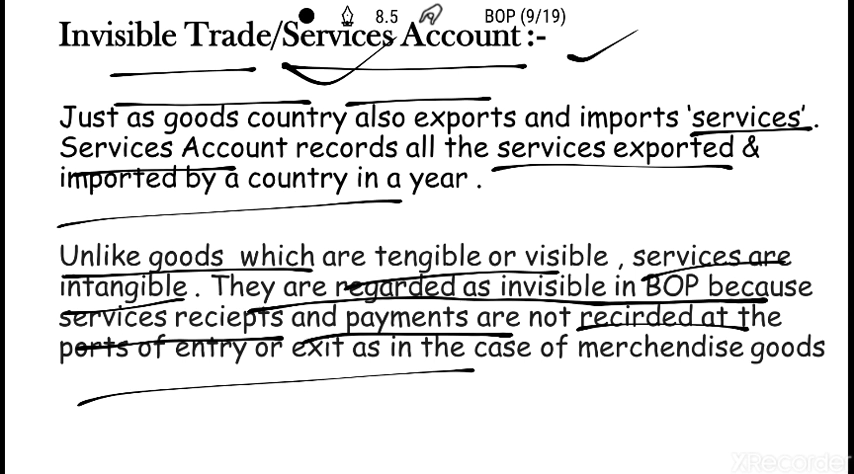 8.5 BOP (9/19)
Invisible Trade/Services Account :-
Just as goods country also exports and imports 'services'.
Services Account records all the services exported &
imported by a country in a year .
Unlike goods which are tengible or visible , services are
intangible . They are regarded as invisible in BOP because
services reciepts and payments are not recirded at the
ports of entry or exit as in the case of merchendise goods
XRecorder